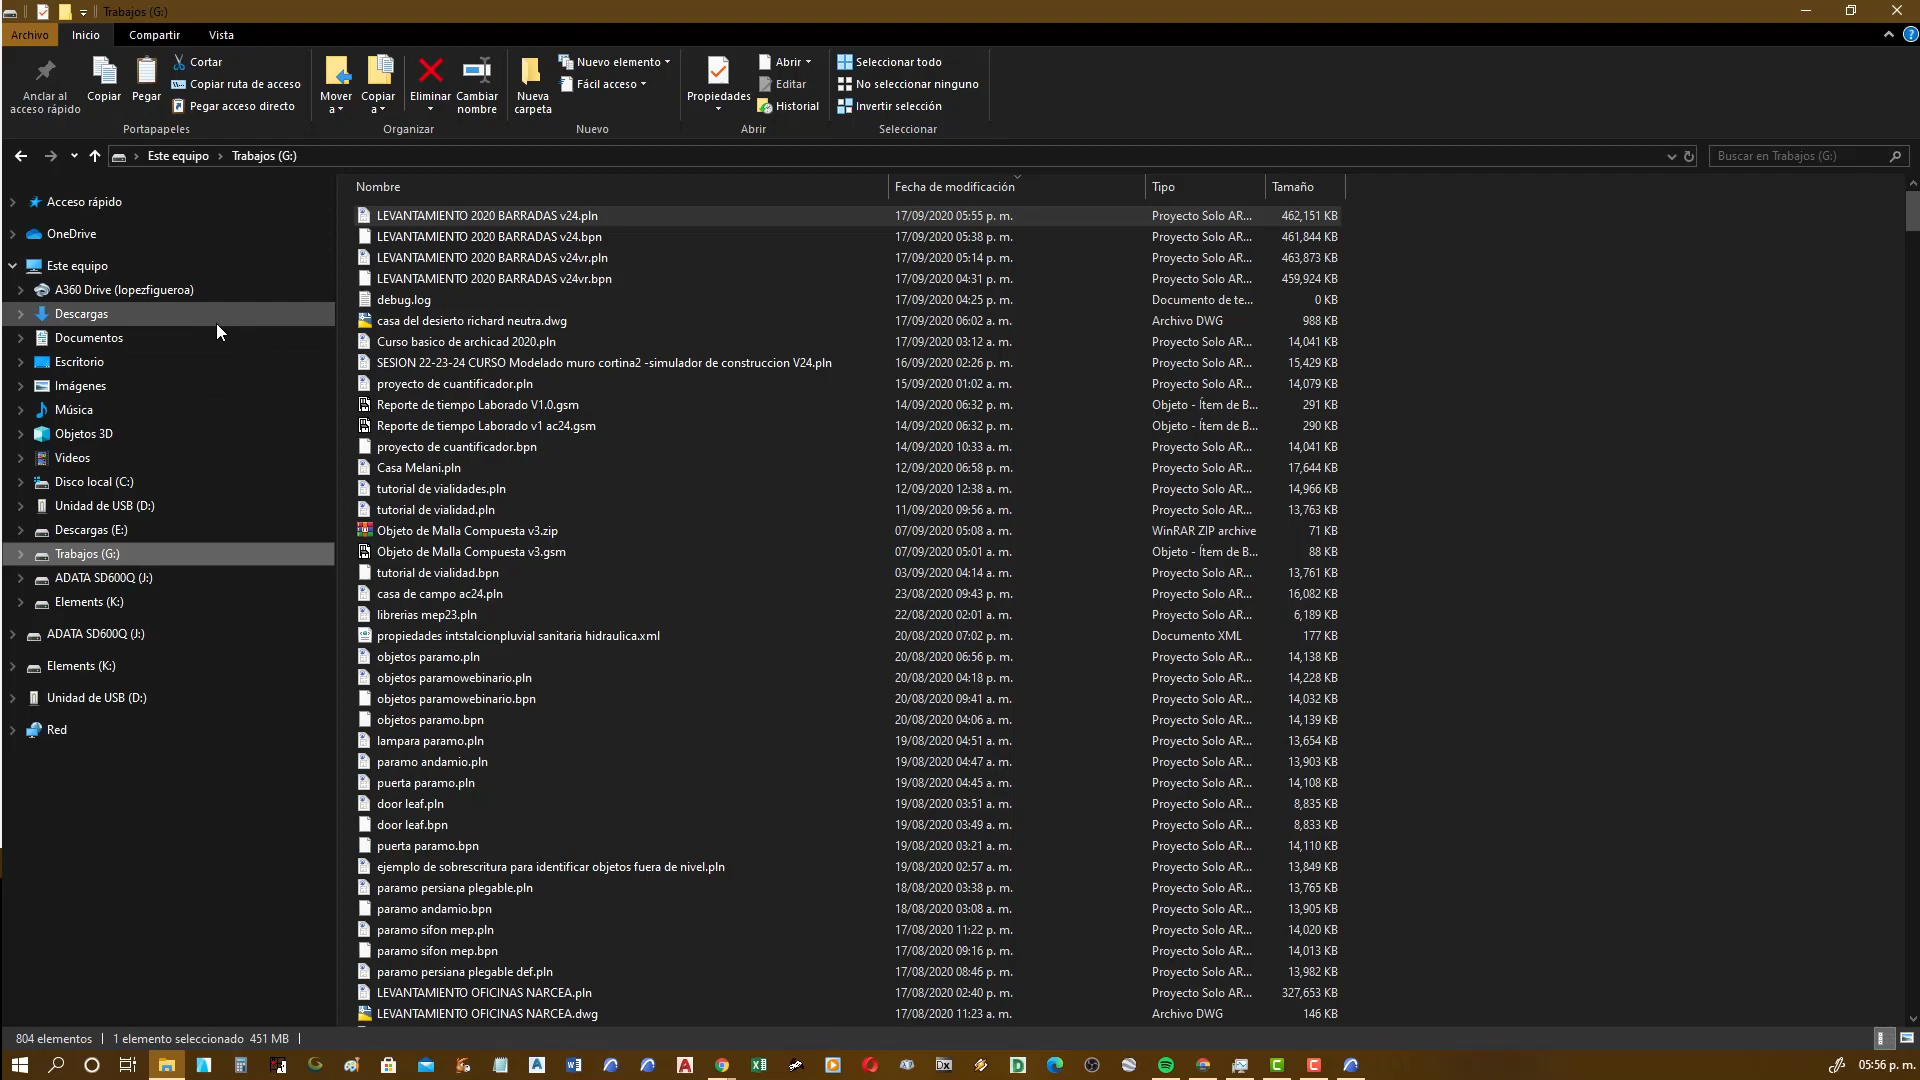 Trabajos (G:)
Archivo Inicio Compartir Vista
Anclar al acceso rápido
Copiar
Pegar
Cortar
Copiar ruta de acceso
Pegar acceso directo
Portapapeles
Mover a
Copiar a
Eliminar
Cambiar nombre
Organizar
Nueva carpeta
Nuevo elemento
Fácil acceso
Nuevo
Propiedades
Abrir
Editar
Historial
Abrir
Seleccionar todo
No seleccionar ninguno
Invertir selección
Seleccionar
Este equipo > Trabajos (G:)
Buscar en Trabajos (G:)
Acceso rápido
OneDrive
Este equipo
A360 Drive (lopezfigueroa)
Descargas
Documentos
Escritorio
Imágenes
Música
Objetos 3D
Videos
Disco local (C:)
Unidad de USB (D:)
Descargas (E:)
Trabajos (G:)
ADATA SD600Q (J:)
Elements (K:)
ADATA SD600Q (J:)
Elements (K:)
Unidad de USB (D:)
Red
Nombre Fecha de modificación Tipo Tamaño
LEVANTAMIENTO 2020 BARRADAS v24.pln 17/09/2020 05:55 p. m. Proyecto Solo AR... 462,151 KB
LEVANTAMIENTO 2020 BARRADAS v24.bpn 17/09/2020 05:38 p. m. Proyecto Solo AR... 461,844 KB
LEVANTAMIENTO 2020 BARRADAS v24vr.pln 17/09/2020 05:14 p. m. Proyecto Solo AR... 463,873 KB
LEVANTAMIENTO 2020 BARRADAS v24vr.bpn 17/09/2020 04:31 p. m. Proyecto Solo AR... 459,924 KB
debug.log 17/09/2020 04:25 p. m. Documento de te... 0 KB
casa del desierto richard neutra.dwg 17/09/2020 06:02 a. m. Archivo DWG 988 KB
Curso basico de archicad 2020.pln 17/09/2020 03:12 a. m. Proyecto Solo AR... 14,041 KB
SESION 22-23-24 CURSO Modelado muro cortina2 -simulador de construccion V24.pln 16/09/2020 02:26 p. m. Proyecto Solo AR... 15,429 KB
proyecto de cuantificador.pln 15/09/2020 01:02 a. m. Proyecto Solo AR... 14,079 KB
Reporte de tiempo Laborado V1.0.gsm 14/09/2020 06:32 p. m. Objeto - Ítem de B... 291 KB
Reporte de tiempo Laborado v1 ac24.gsm 14/09/2020 06:32 p. m. Objeto - Ítem de B... 290 KB
proyecto de cuantificador.bpn 14/09/2020 10:33 a. m. Proyecto Solo AR... 14,041 KB
Casa Melani.pln 12/09/2020 06:58 p. m. Proyecto Solo AR... 17,644 KB
tutorial de vialidades.pln 12/09/2020 12:38 a. m. Proyecto Solo AR... 14,966 KB
tutorial de vialidad.pln 11/09/2020 09:56 a. m. Proyecto Solo AR... 13,763 KB
Objeto de Malla Compuesta v3.zip 07/09/2020 05:08 a. m. WinRAR ZIP archive 71 KB
Objeto de Malla Compuesta v3.gsm 07/09/2020 05:01 a. m. Objeto - Ítem de B... 88 KB
tutorial de vialidad.bpn 03/09/2020 04:14 a. m. Proyecto Solo AR... 13,761 KB
casa de campo ac24.pln 23/08/2020 09:43 p. m. Proyecto Solo AR... 16,082 KB
librerias mep23.pln 22/08/2020 02:01 a. m. Proyecto Solo AR... 6,189 KB
propiedades intstalcionpluvial sanitaria hidraulica.xml 20/08/2020 07:02 p. m. Documento XML 177 KB
objetos paramo.pln 20/08/2020 06:56 p. m. Proyecto Solo AR... 14,138 KB
objetos paramowebinario.pln 20/08/2020 04:18 p. m. Proyecto Solo AR... 14,228 KB
objetos paramowebinario.bpn 20/08/2020 09:41 a. m. Proyecto Solo AR... 14,032 KB
objetos paramo.bpn 20/08/2020 04:06 a. m. Proyecto Solo AR... 14,139 KB
lampara paramo.pln 19/08/2020 04:51 a. m. Proyecto Solo AR... 13,654 KB
paramo andamio.pln 19/08/2020 04:47 a. m. Proyecto Solo AR... 13,903 KB
puerta paramo.pln 19/08/2020 04:45 a. m. Proyecto Solo AR... 14,108 KB
door leaf.pln 19/08/2020 03:51 a. m. Proyecto Solo AR... 8,835 KB
door leaf.bpn 19/08/2020 03:49 a. m. Proyecto Solo AR... 8,833 KB
puerta paramo.bpn 19/08/2020 03:21 a. m. Proyecto Solo AR... 14,110 KB
ejemplo de sobrescritura para identificar objetos fuera de nivel.pln 19/08/2020 02:57 a. m. Proyecto Solo AR... 13,849 KB
paramo persiana plegable.pln 18/08/2020 03:38 p. m. Proyecto Solo AR... 13,765 KB
paramo andamio.bpn 18/08/2020 03:08 a. m. Proyecto Solo AR... 13,905 KB
paramo sifon mep.pln 17/08/2020 11:22 p. m. Proyecto Solo AR... 14,020 KB
paramo sifon mep.bpn 17/08/2020 09:16 p. m. Proyecto Solo AR... 14,013 KB
paramo persiana plegable def.pln 17/08/2020 08:46 p. m. Proyecto Solo AR... 13,982 KB
LEVANTAMIENTO OFICINAS NARCEA.pln 17/08/2020 02:40 p. m. Proyecto Solo AR... 327,653 KB
LEVANTAMIENTO OFICINAS NARCEA.dwg 17/08/2020 11:23 a. m. Archivo DWG 146 KB
804 elementos 1 elemento seleccionado 451 MB
05:56 p. m.